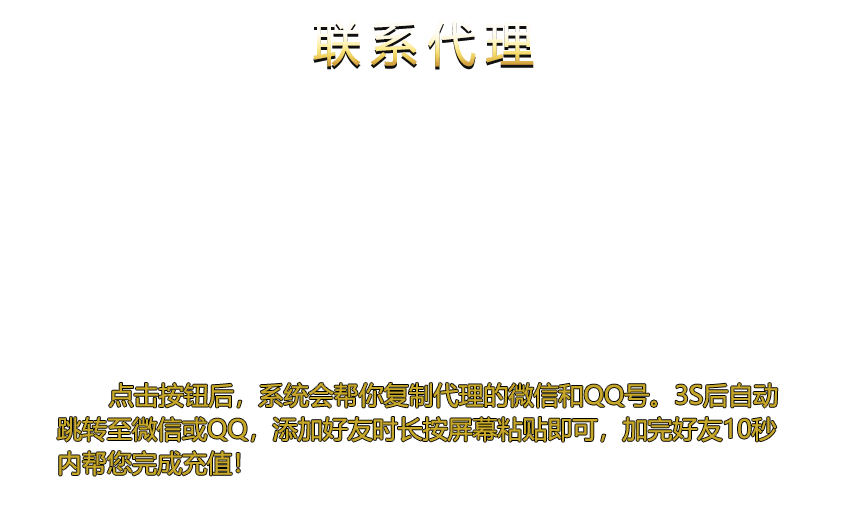 联系代理
点击按钮后，系统会帮你复制代理的微信和QQ号。3S后自动
跳转至微信或QQ，添加好友时长按屏幕粘贴即可，加完好友10秒
内帮您完成充值！